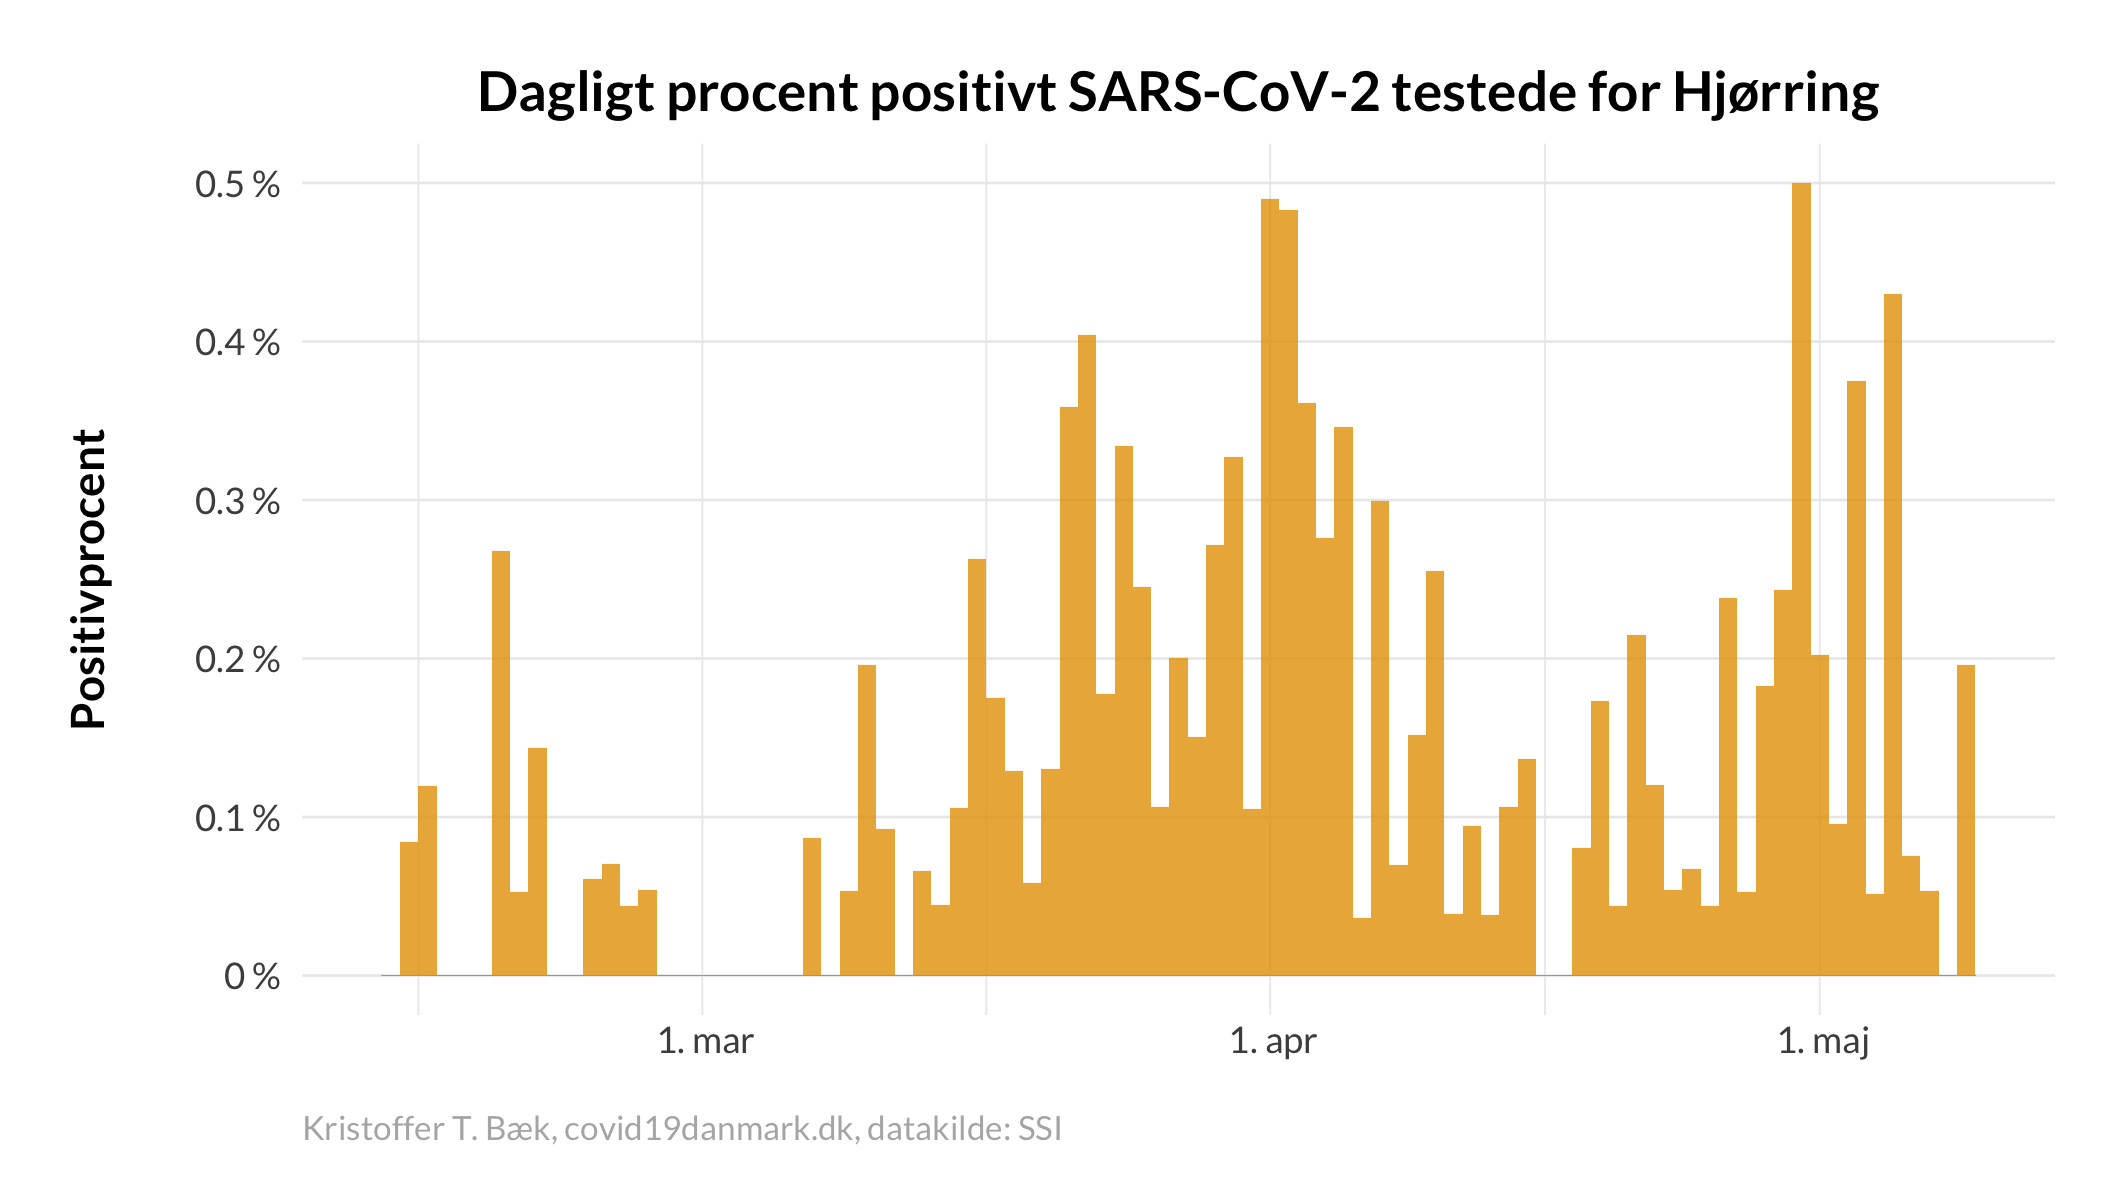 Dagligt procent positivt SARS-CoV-2 testede for Hjørring
Positivprocent
0.5 %
0.4 %
0.3 %
0.2 %
0.1 %
0 %
1. mar
1. apr
1. maj
Kristoffer T. Bæk, covid19danmark.dk, datakilde: SSI